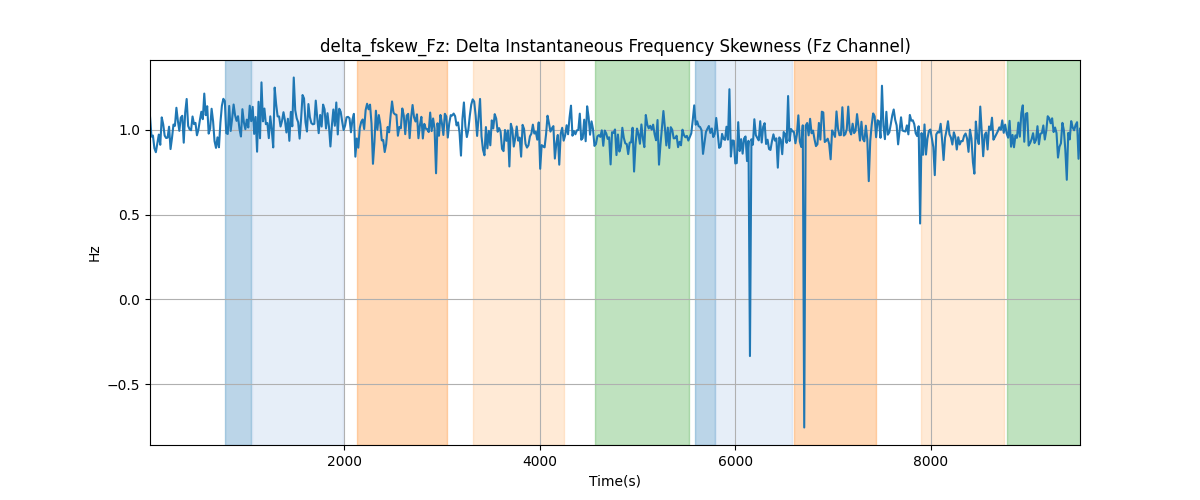 delta_fskew_Fz: Delta Instantaneous Frequency Skewness (Fz Channel)
1.0
0.5
0.0
−0.5
Hz
2000 4000 6000 8000
Time(s)